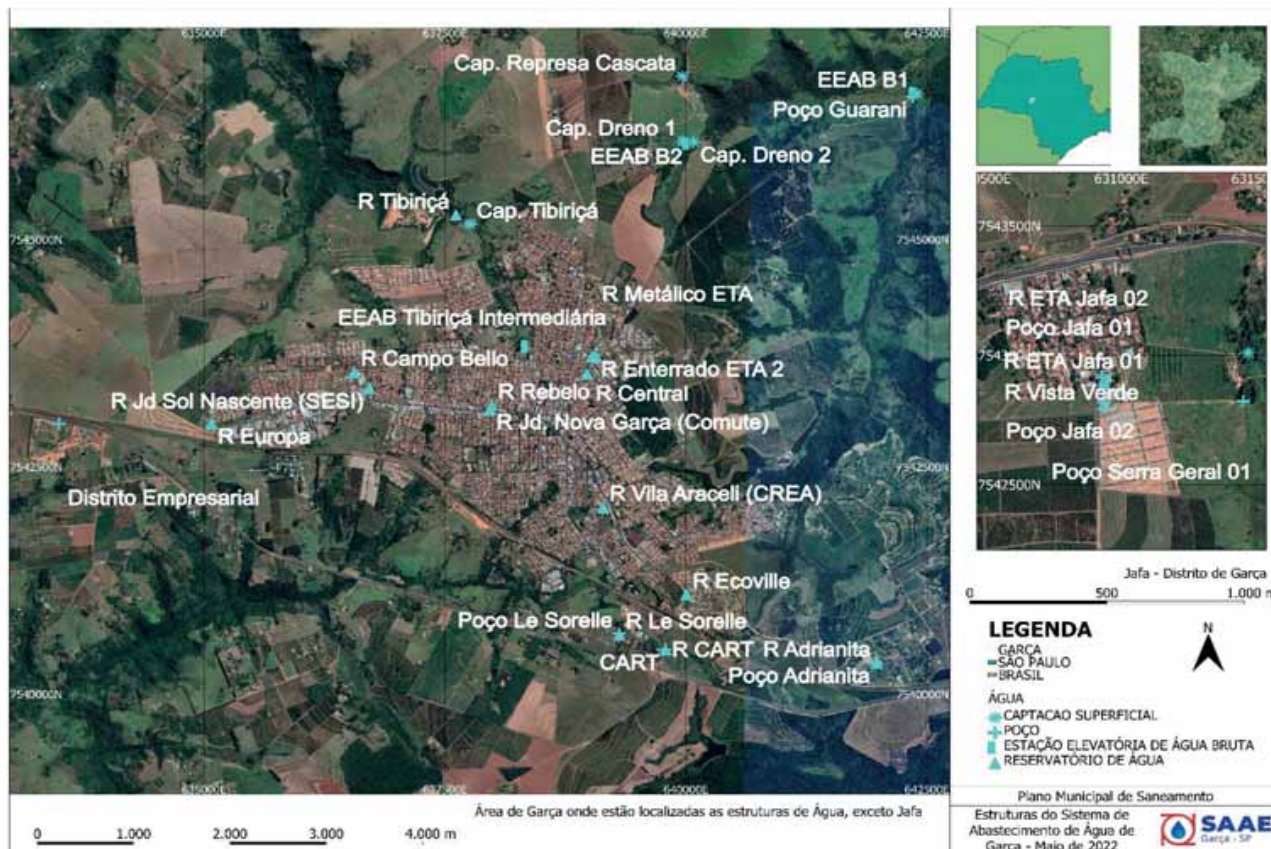 635000E
637500E
640000E
642500E
Cap. Represa Cascata
EEAB B1
Poço Guarani
Cap. Dreno 1
EEAB B2
Cap. Dreno 2
R Tibiriçá
Cap. Tibiriçá
7545000N
7545000N
R Metálico ETA
EEAB Tibiriçá Intermediária
R Campo Bello
R Enterrado ETA 2
R Rebelo
R Central
R Jd Sol Nascente (SESI)
R Jd. Nova Garça (Comute)
R Europa
7542500N
7542500N
Distrito Empresarial
R Vila Araceli (CREA)
R Ecoville
Poço Le Sorelle
R Le Sorelle
CART
R CART
R Adrianita
Poço Adrianita
7540000N
7540000N
635000E
637500E
640000E
642500E
Área de Garça onde estão localizadas as estruturas de Água, exceto Jafa
0
1.000
2.000
3.000
4.000 m
631000E
7543500N
R ETA Jafa 02
Poço Jafa 01
R ETA Jafa 01
R Vista Verde
Poço Jafa 02
Poço Serra Geral 01
7542500N
Jafa - Distrito de Garça
0
500
1.000 m
LEGENDA
N
GARÇA
SÃO PAULO
BRASIL
ÁGUA
CAPTACAO SUPERFICIAL
POÇO
ESTAÇÃO ELEVATÓRIA DE ÁGUA BRUTA
RESERVATÓRIO DE ÁGUA
Plano Municipal de Saneamento
Estruturas do Sistema de
Abastecimento de Água de
Garça - Maio de 2022
SAAE
Garça - SP